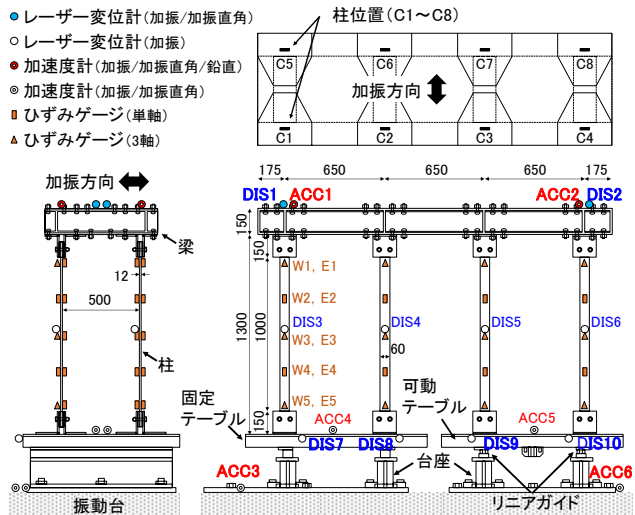 レーザー変位計(加振/加振直角)
レーザー変位計(加振)
加速度計(加振/加振直角/鉛直)
加速度計(加振/加振直角)
ひずみゲージ(単軸)
ひずみゲージ(3軸)
柱位置(C1～C8)
C5 C6 C7 C8
加振方向
C1 C2 C3 C4
175 650 650 650 175
加振方向
DIS1 ACC1 ACC2 DIS2
150
梁
12
150
W1, E1
W2, E2
500
1300
1000
DIS3 DIS4 DIS5 DIS6
W3, E3
60
柱
W4, E4
W5, E5
固定
テーブル
可動
テーブル
150
ACC4 ACC5
DIS7 DIS8 DIS9 DIS10
台座
ACC3 ACC6
振動台
リニアガイド